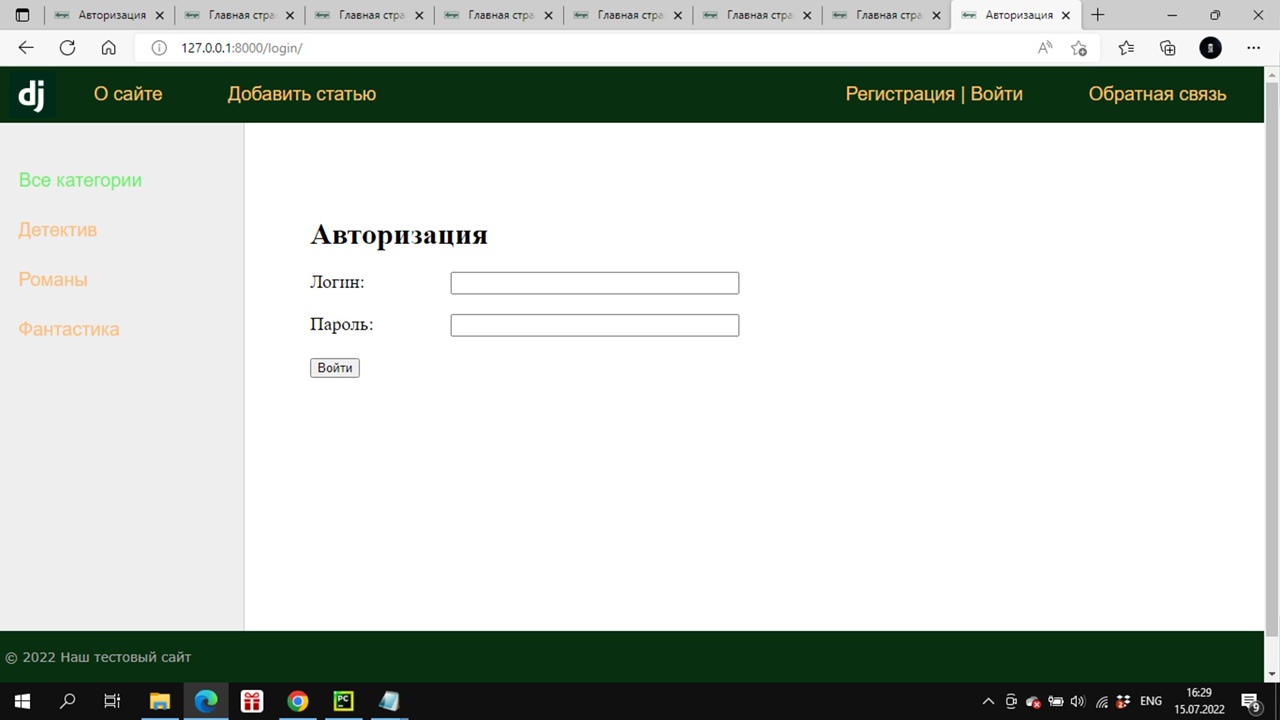 Авторизация Главная стра Главная стра Главная стра Главная стра Главная стра Главная стра Авторизация
127.0.0.1:8000/login/
dj О сайте Добавить статью Регистрация | Войти Обратная связь
Все категории
Детектив
Романы
Фантастика
Авторизация
Логин:
Пароль:
Войти
© 2022 Наш тестовый сайт
PC ENG 16:29
15.07.2022
9